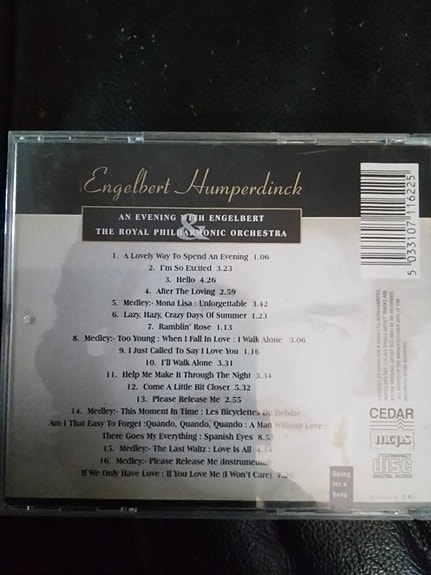 Engelbert Humperdinck
AN EVENING WITH ENGELBERT
&
THE ROYAL PHILHARMONIC ORCHESTRA
1. A Lovely Way To Spend An Evening 1.06
2. I'm So Excited 3.23
3. Hello 4.26
4. After The Loving 2.59
5. Medley:- Mona Lisa : Unforgettable 3.42
6. Lazy, Hazy, Crazy Days Of Summer 1.23
7. Ramblin' Rose 1.13
8. Medley:- Too Young : When I Fall In Love : I Walk Alone 3.06
9. I Just Called To Say I Love You 1.16
10. I'll Walk Alone 3.31
11. Help Me Make It Through The Night 3.34
12. Come A Little Bit Closer 5.32
13. Please Release Me 2.55
14. Medley:- This Moment In Time : Les Bicyclettes De Belsize :
Am I That Easy To Forget :Quando, Quando, Quando : A Man Without Love :
There Goes My Everything : Spanish Eyes 8.53
15. Medley:- The Last Waltz : Love Is All
16. Medley:- Please Release Me (Instrumental)
If We Only Have Love : If You Love Me (I Won't Care)
5 033107 116225
CEDAR
mcps
COMPACT
disc
DIGITAL AUDIO
Going
for a
Song